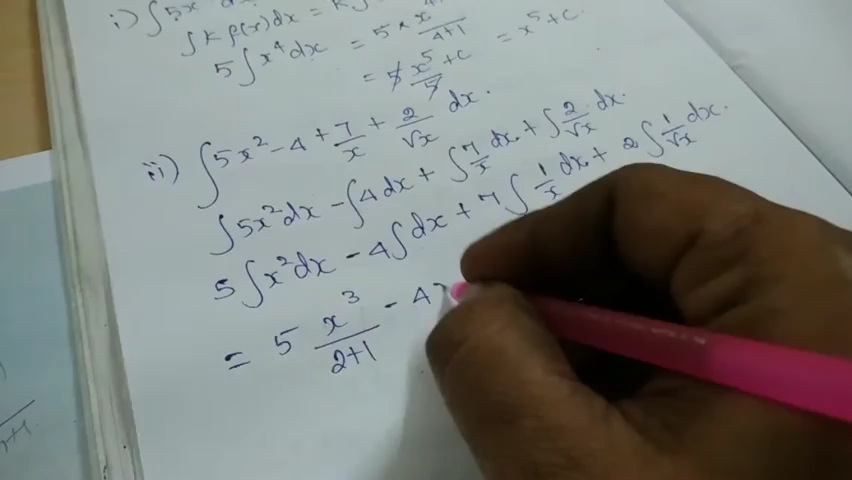 i) ∫5x
∫k f(x)dx =
5∫x⁴dx = 5 × x / 4+1
= 5 x⁵/5 + c = x⁵ + c
ii) ∫5x² - 4 + 7/x + 2/√x dx.
∫5x²dx - ∫4dx + ∫7/x dx + ∫2/√x dx.
5∫x²dx - 4∫dx + 7∫1/x dx + 2∫1/√x dx.
= 5 x³/2+1 - 4